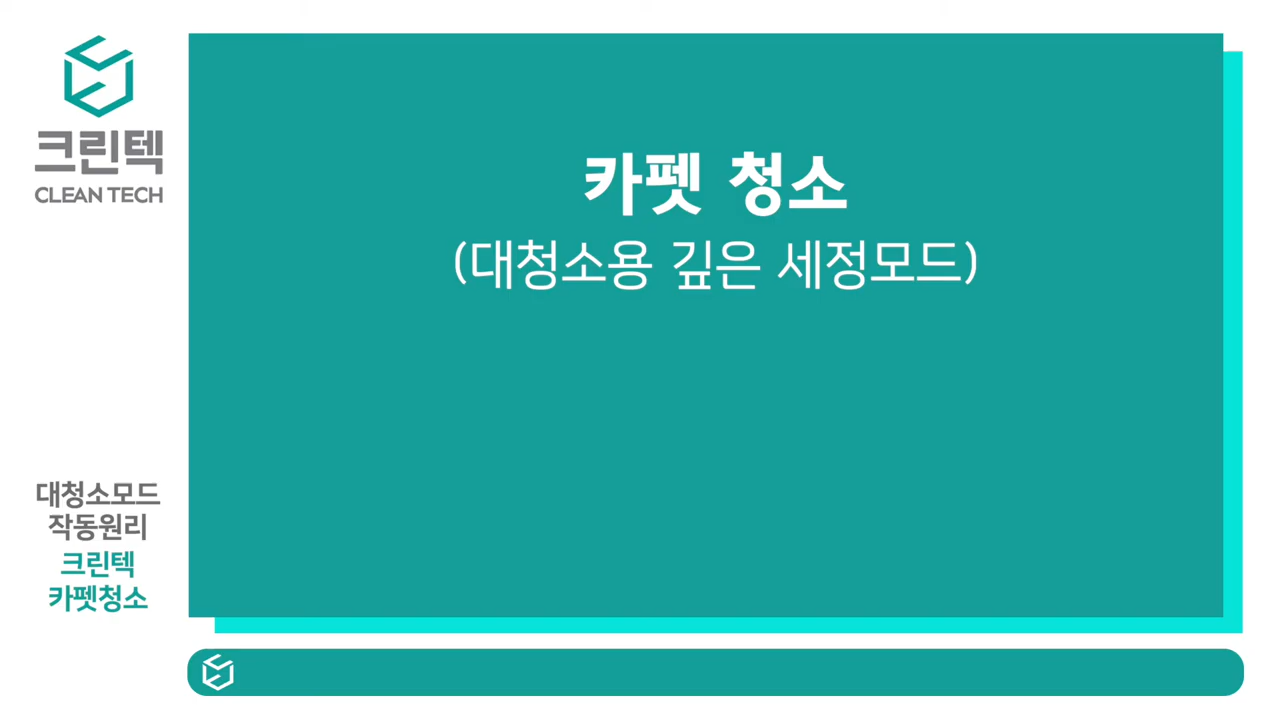 크린텍
CLEAN TECH
카펫 청소
(대청소용 깊은 세정모드)
대청소모드
작동원리
크린텍
카펫청소